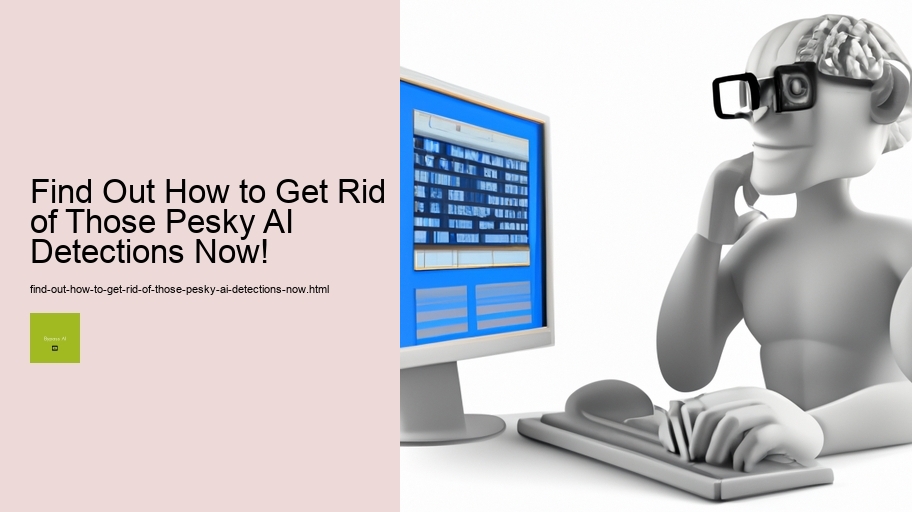 Find Out How to Get Rid
of Those Pesky AI
Detections Now!
find-out-how-to-get-rid-of-those-pesky-ai-detections-now.html